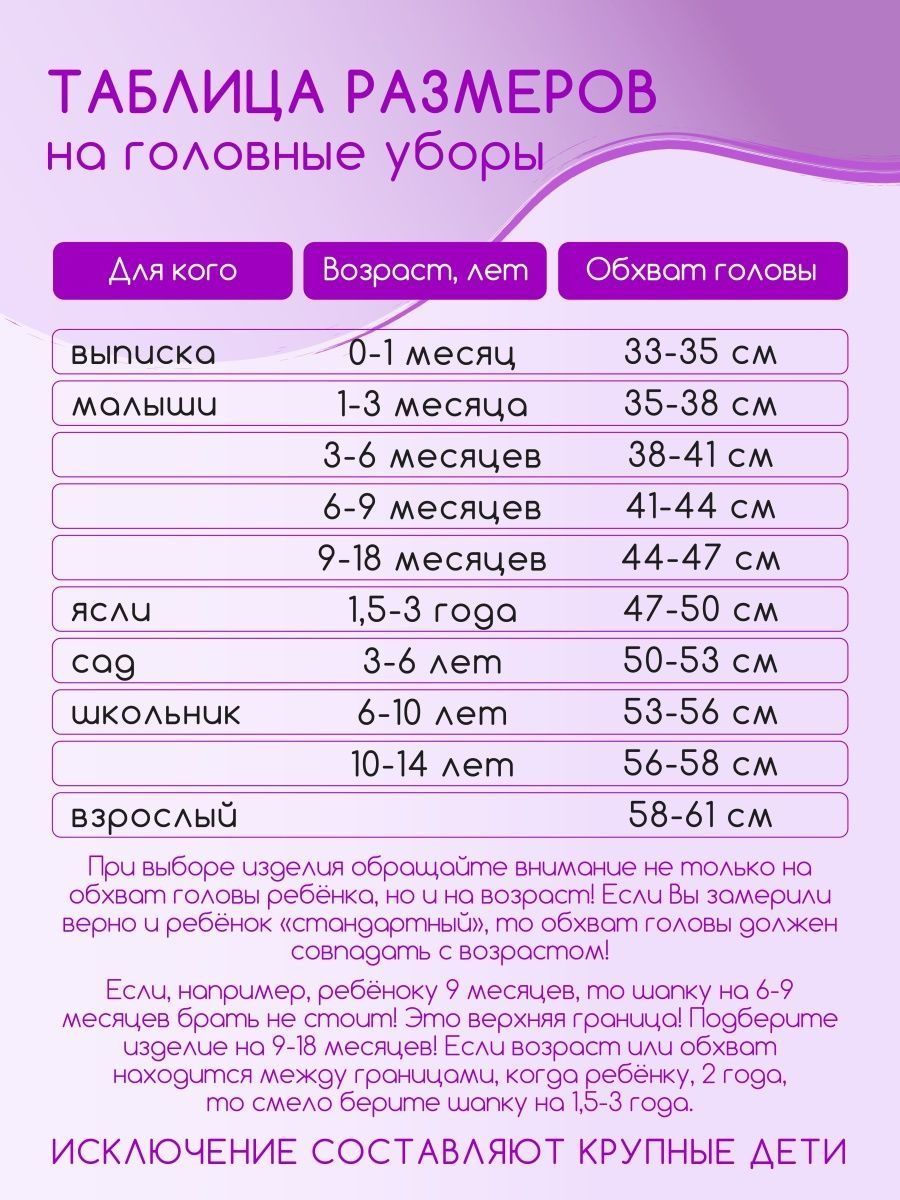 ТАБЛИЦА РАЗМЕРОВ
на головные уборы
Для кого Возраст, лет Обхват головы
выписка 0-1 месяц 33-35 см
малыши 1-3 месяца 35-38 см
3-6 месяцев 38-41 см
6-9 месяцев 41-44 см
9-18 месяцев 44-47 см
ясли 1,5-3 года 47-50 см
сад 3-6 лет 50-53 см
школьник 6-10 лет 53-56 см
10-14 лет 56-58 см
взрослый 58-61 см
При выборе изделия обращайте внимание не только на
обхват головы ребёнка, но и на возраст! Если Вы замерили
верно и ребёнок «стандартный», то обхват головы должен
совпадать с возрастом!
Если, например, ребёноку 9 месяцев, то шапку на 6-9
месяцев брать не стоит! Это верхняя граница! Подберите
изделие на 9-18 месяцев! Если возраст или обхват
находится между границами, когда ребёнку, 2 года,
то смело берите шапку на 1,5-3 года.
ИСКЛЮЧЕНИЕ СОСТАВЛЯЮТ КРУПНЫЕ ДЕТИ